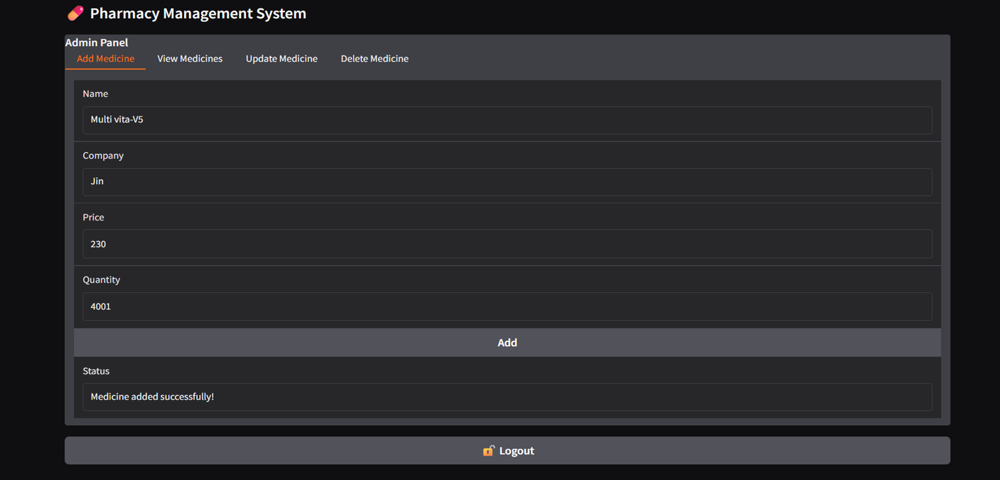 Pharmacy Management System
Admin Panel
Add Medicine View Medicines Update Medicine Delete Medicine
Name
Multi vita-V5
Company
Jin
Price
230
Quantity
4001
Add
Status
Medicine added successfully!
Logout